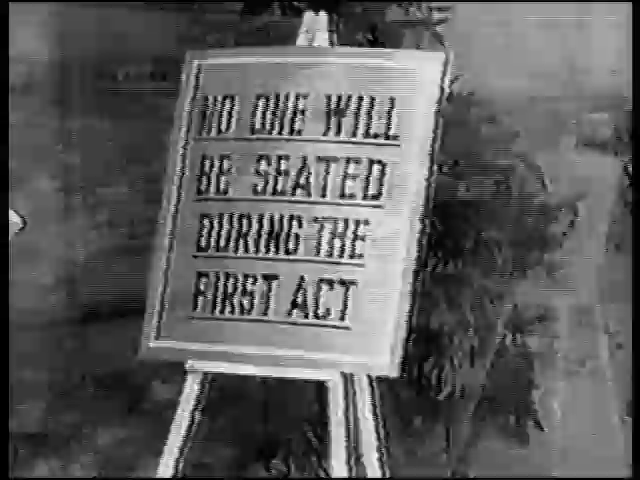 NO ONE WILL
BE SEATED
DURING THE
FIRST ACT